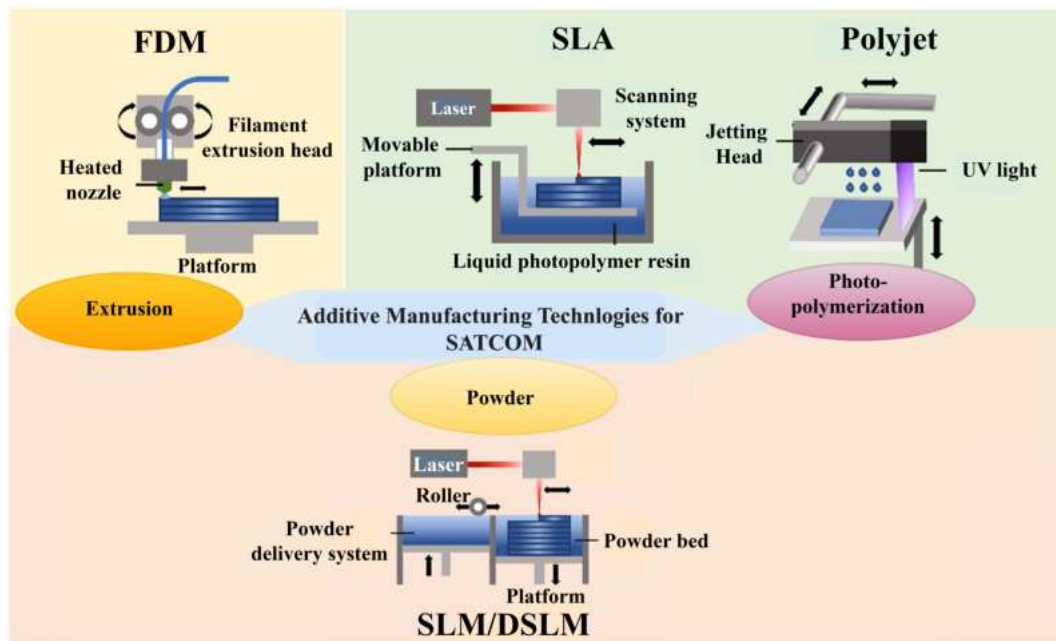 FDM
Filament
extrusion head
Heated
nozzle
Platform
Extrusion
SLA
Laser
Scanning
system
Movable
platform
Liquid photopolymer resin
Polyjet
Jetting
Head
UV light
Photo-
polymerization
Additive Manufacturing Technlogies for
SATCOM
Powder
Laser
Roller
Powder
delivery system
Powder bed
Platform
SLM/DSLM